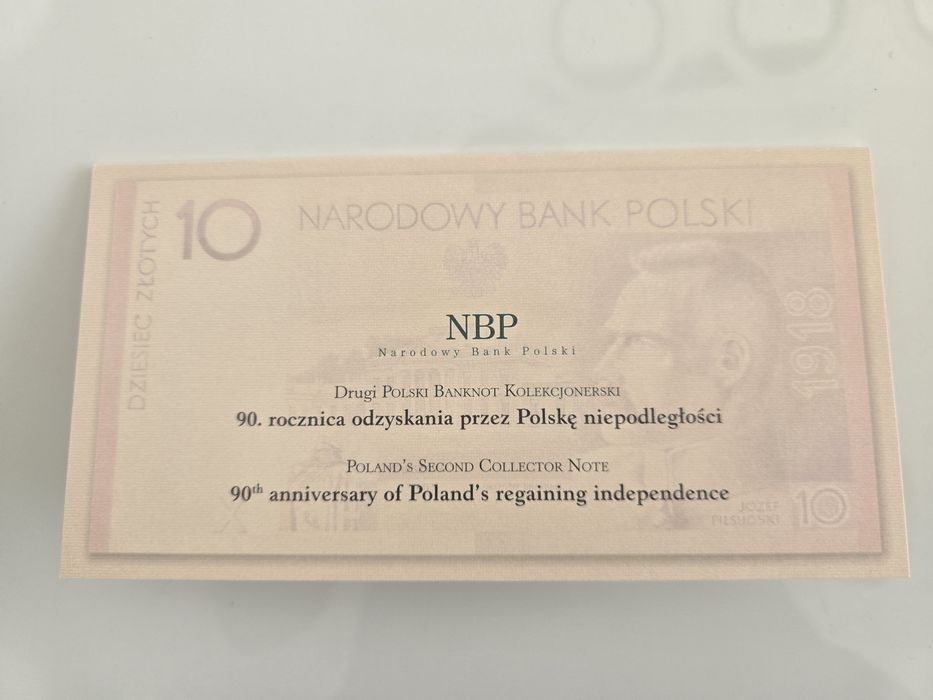 DZIESIĘĆ ZŁOTYCH
10
NARODOWY BANK POLSKI
NBP
Narodowy Bank Polski
Drugi Polski Banknot Kolekcjonerski
90. rocznica odzyskania przez Polskę niepodległości
Poland's Second Collector Note
90th anniversary of Poland's regaining independence
1918
JÓZEF
PIŁSUDSKI
10